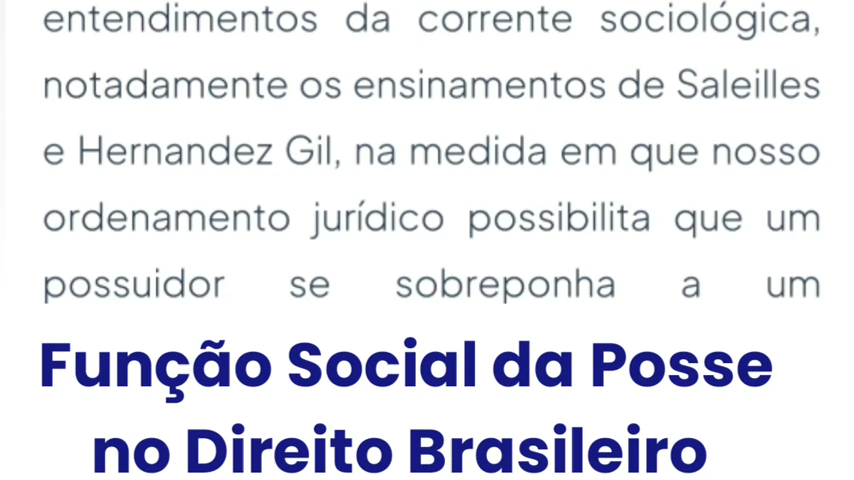 entendimentos da corrente sociológica,
notadamente os ensinamentos de Saleilles
e Hernandez Gil, na medida em que nosso
ordenamento jurídico possibilita que um
possuidor se sobreponha a um
Função Social da Posse
no Direito Brasileiro